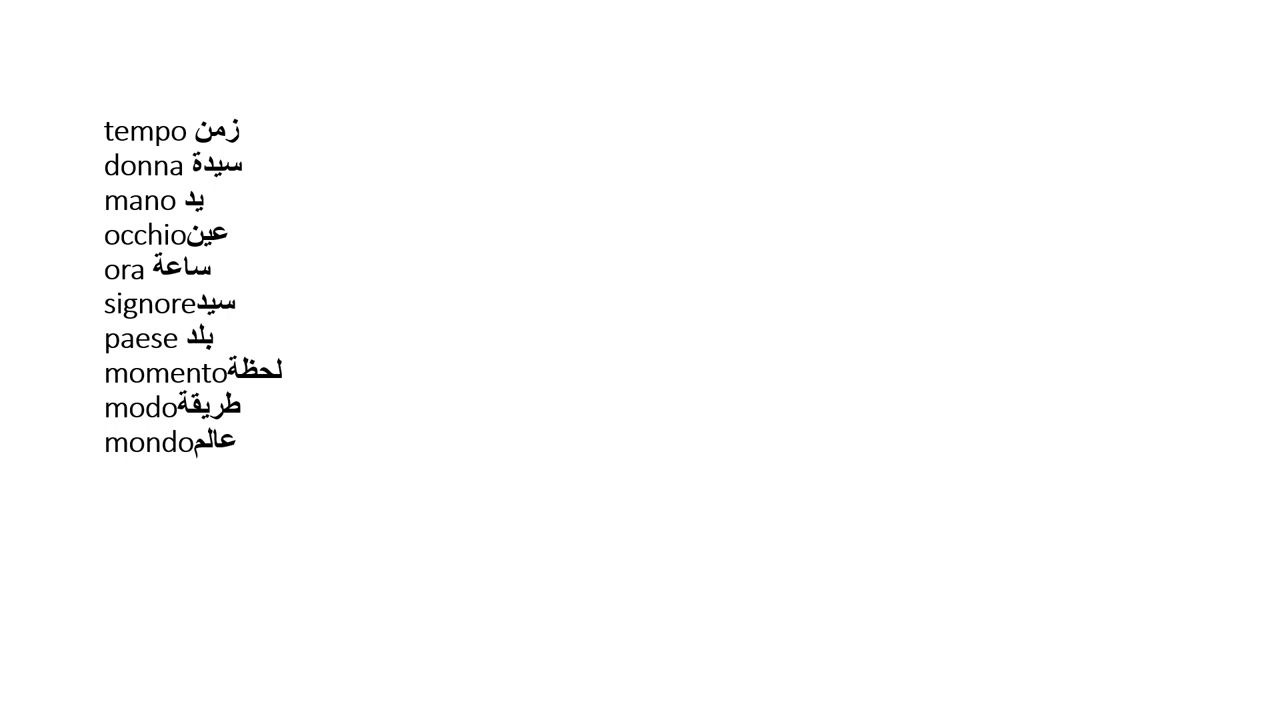 tempo زمن
donna سيدة
mano يد
occhioعين
ora ساعة
signoreسيد
paese بلد
momentoلحظة
modoطريقة
mondoعالم